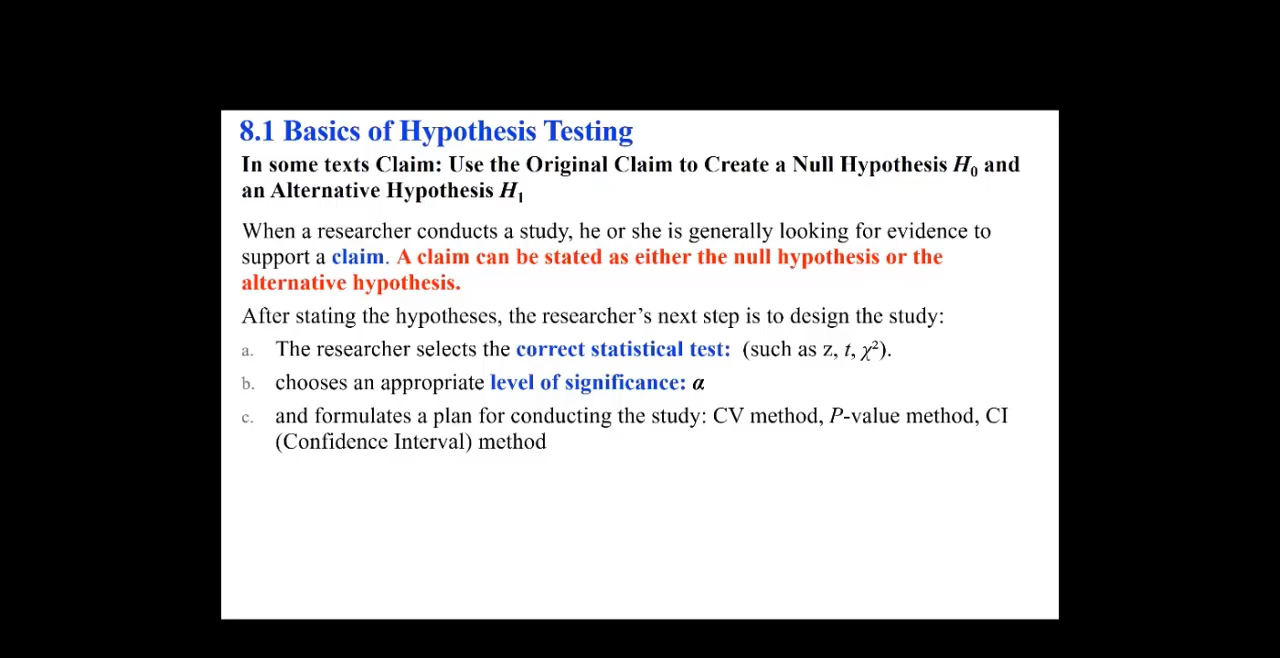 8.1 Basics of Hypothesis Testing
In some texts Claim: Use the Original Claim to Create a Null Hypothesis H₀ and
an Alternative Hypothesis H₁
When a researcher conducts a study, he or she is generally looking for evidence to
support a claim. A claim can be stated as either the null hypothesis or the
alternative hypothesis.
After stating the hypotheses, the researcher's next step is to design the study:
a. The researcher selects the correct statistical test: (such as z, t, χ²).
b. chooses an appropriate level of significance: α
c. and formulates a plan for conducting the study: CV method, P-value method, CI
(Confidence Interval) method